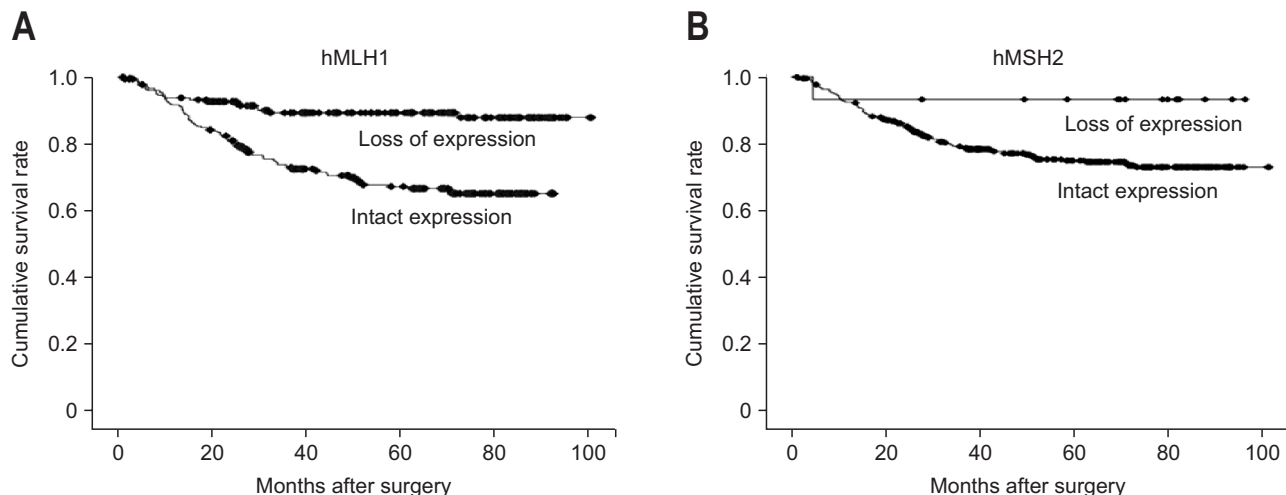 A
hMLH1
1.0
0.8
0.6
0.4
0.2
0
Cumulative survival rate
Loss of expression
Intact expression
0 20 40 60 80 100
Months after surgery
B
hMSH2
1.0
0.8
0.6
0.4
0.2
0
Cumulative survival rate
Loss of expression
Intact expression
0 20 40 60 80 100
Months after surgery